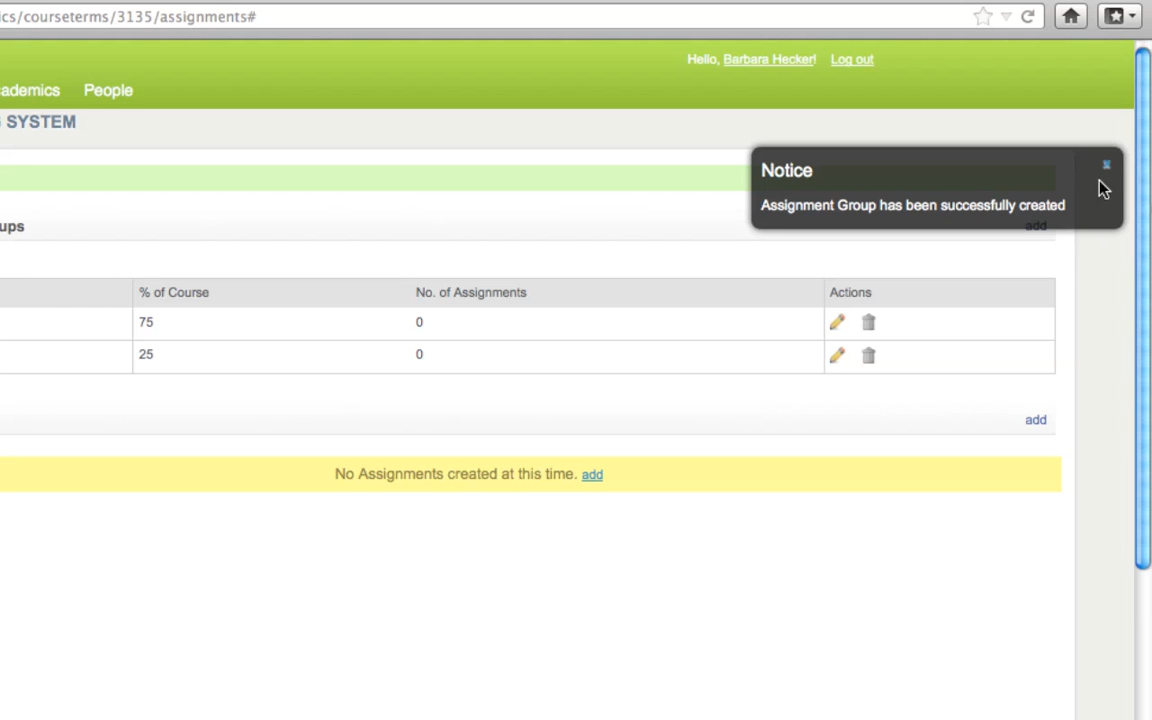 cs/courseterms/3135/assignments#
Hello, Barbara Hecker! Log out
ademics People
SYSTEM
Notice
Assignment Group has been successfully created
ups
add
% of Course No. of Assignments Actions
75 0
25 0
add
No Assignments created at this time. add